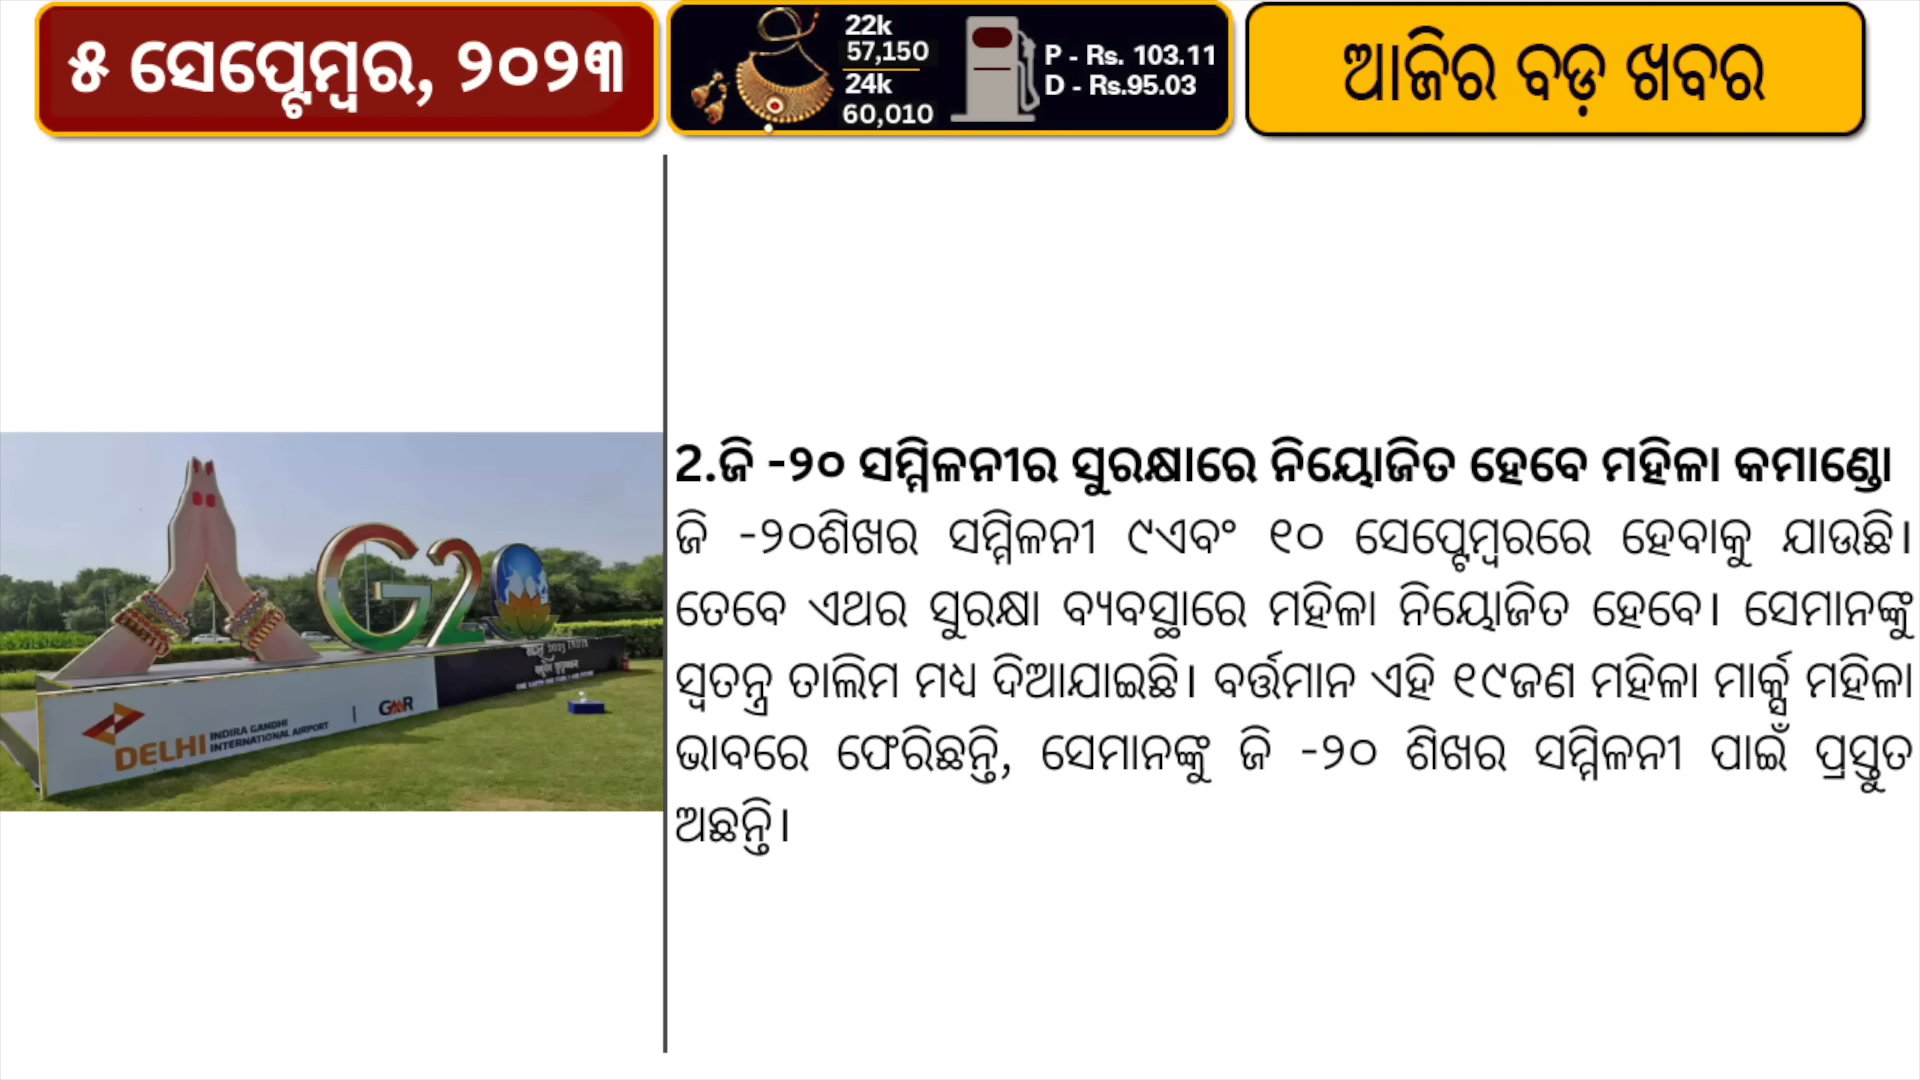 ୫ ସେପ୍ଟେମ୍ବର, ୨୦୨୩
22k
57,150
24k
60,010
P - Rs. 103.11
D - Rs.95.03
ଆଜିର ବଡ଼ ଖବର
2.ଜି -୨୦ ସମ୍ମିଳନୀର ସୁରକ୍ଷାରେ ନିୟୋଜିତ ହେବେ ମହିଳା କମାଣ୍ଡୋ
ଜି -୨୦ଶିଖର ସମ୍ମିଳନୀ ୯ଏବଂ ୧୦ ସେପ୍ଟେମ୍ବରରେ ହେବାକୁ ଯାଉଛି।
ତେବେ ଏଥର ସୁରକ୍ଷା ବ୍ୟବସ୍ଥାରେ ମହିଳା ନିୟୋଜିତ ହେବେ। ସେମାନଙ୍କୁ
ସ୍ୱତନ୍ତ୍ର ତାଲିମ ମଧ୍ୟ ଦିଆଯାଇଛି। ବର୍ତ୍ତମାନ ଏହି ୧୯ଜଣ ମହିଳା ମାର୍କ୍ସ ମହିଳା
ଭାବରେ ଫେରିଛନ୍ତି, ସେମାନଙ୍କୁ ଜି -୨୦ ଶିଖର ସମ୍ମିଳନୀ ପାଇଁ ପ୍ରସ୍ତୁତ
ଅଛନ୍ତି।
G20
DELHI INDIRA GANDHI
INTERNATIONAL AIRPORT
GMR